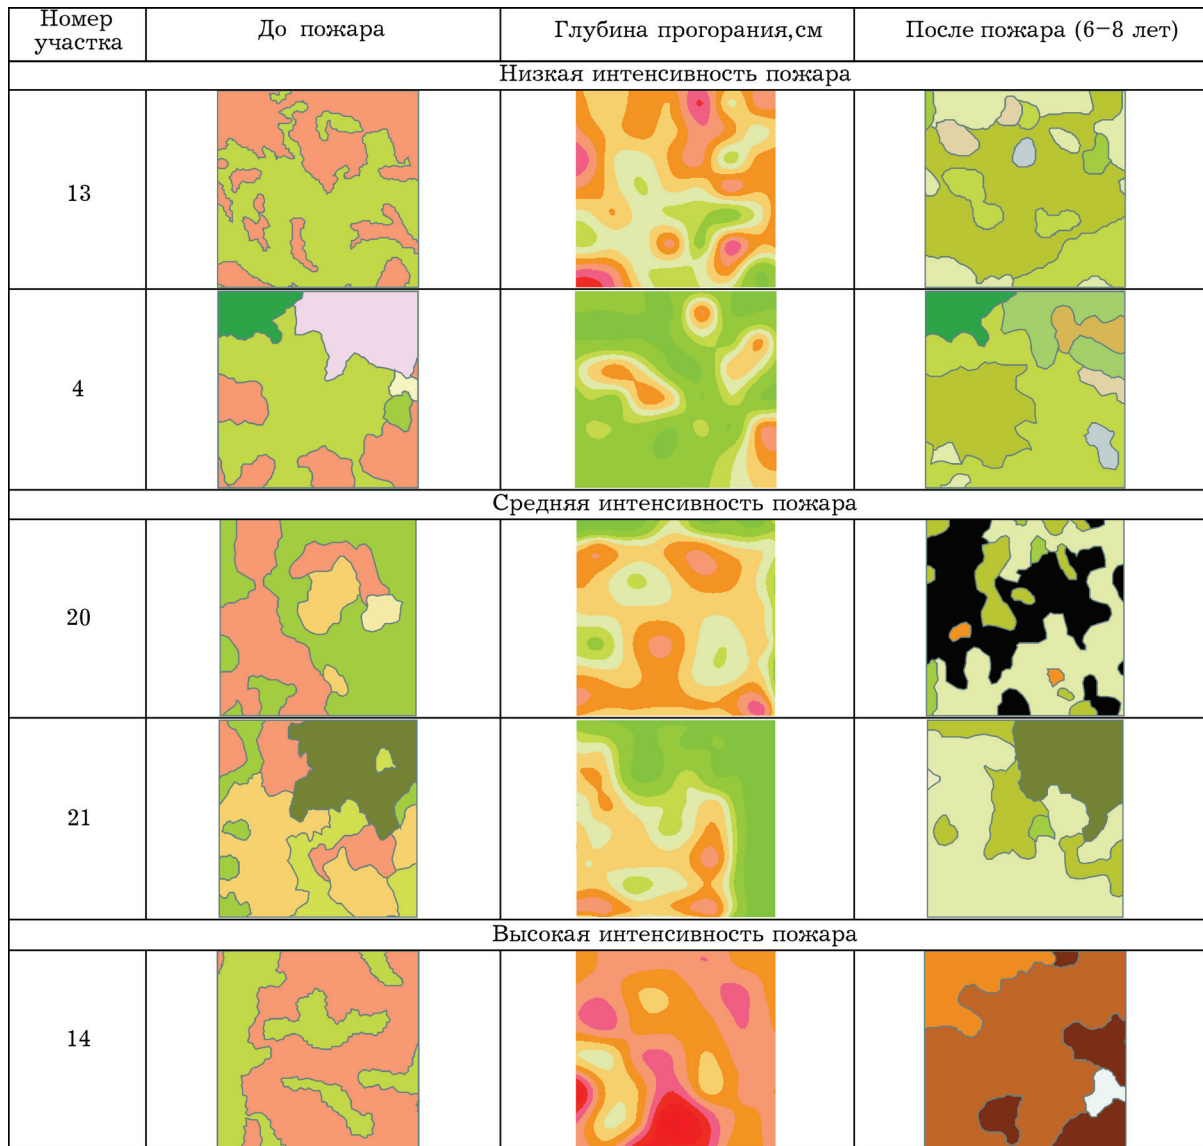 Номер участка
До пожара
Глубина прогорания,см
После пожара (6–8 лет)
Низкая интенсивность пожара
13
4
Средняя интенсивность пожара
20
21
Высокая интенсивность пожара
14